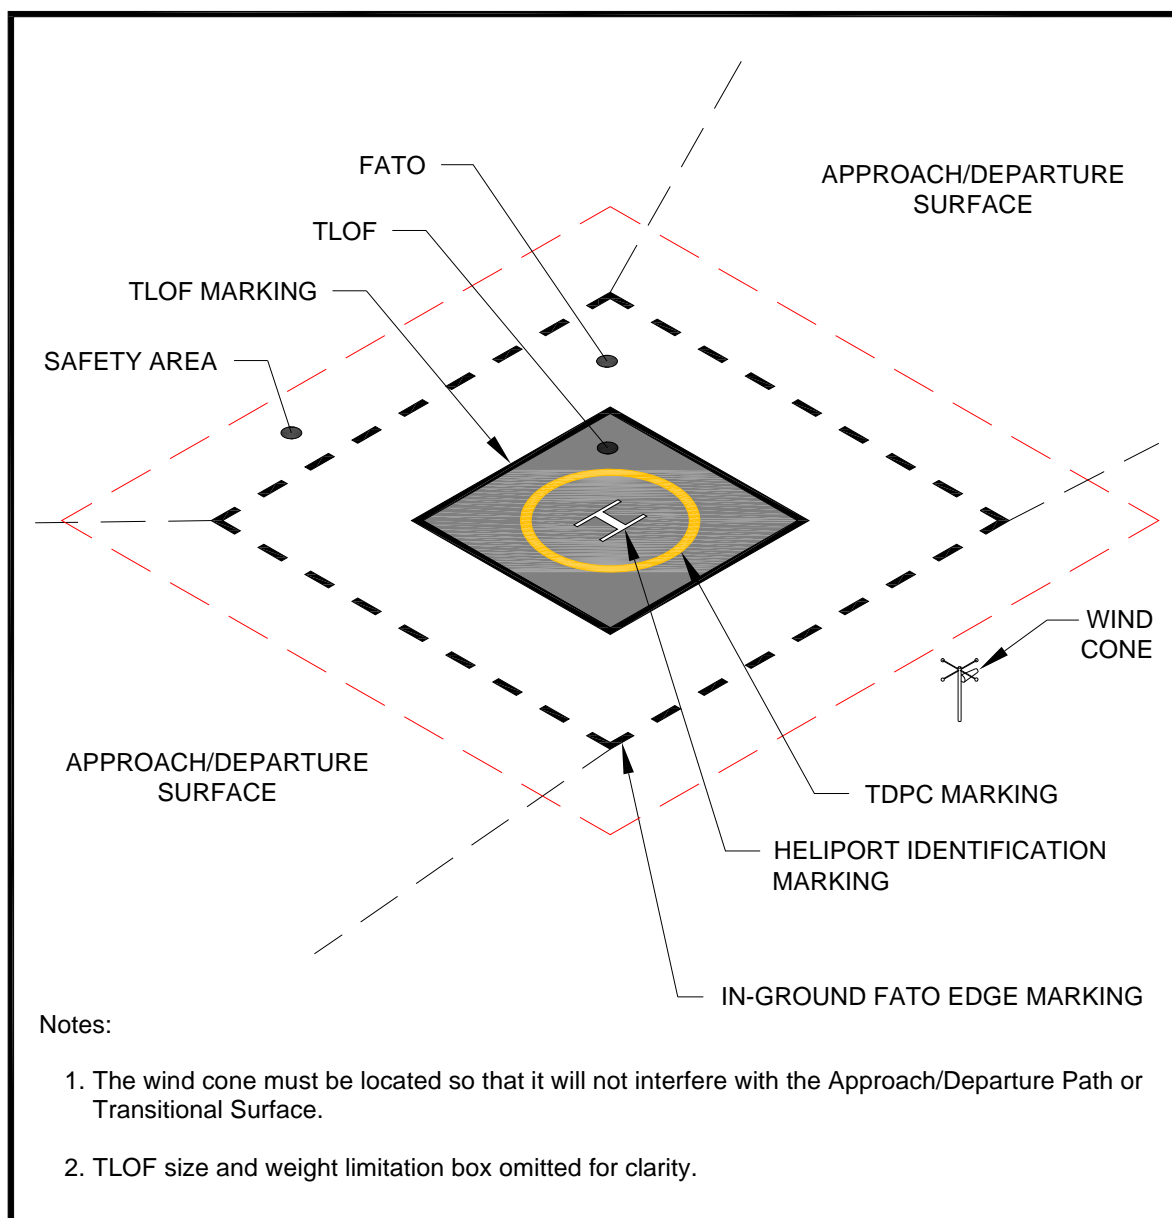 FATO
APPROACH/DEPARTURE
SURFACE
TLOF
TLOF MARKING
SAFETY AREA
H
WIND
CONE
APPROACH/DEPARTURE
SURFACE
TDPC MARKING
HELIPORT IDENTIFICATION
MARKING
IN-GROUND FATO EDGE MARKING
Notes:
1. The wind cone must be located so that it will not interfere with the Approach/Departure Path or
Transitional Surface.
2. TLOF size and weight limitation box omitted for clarity.